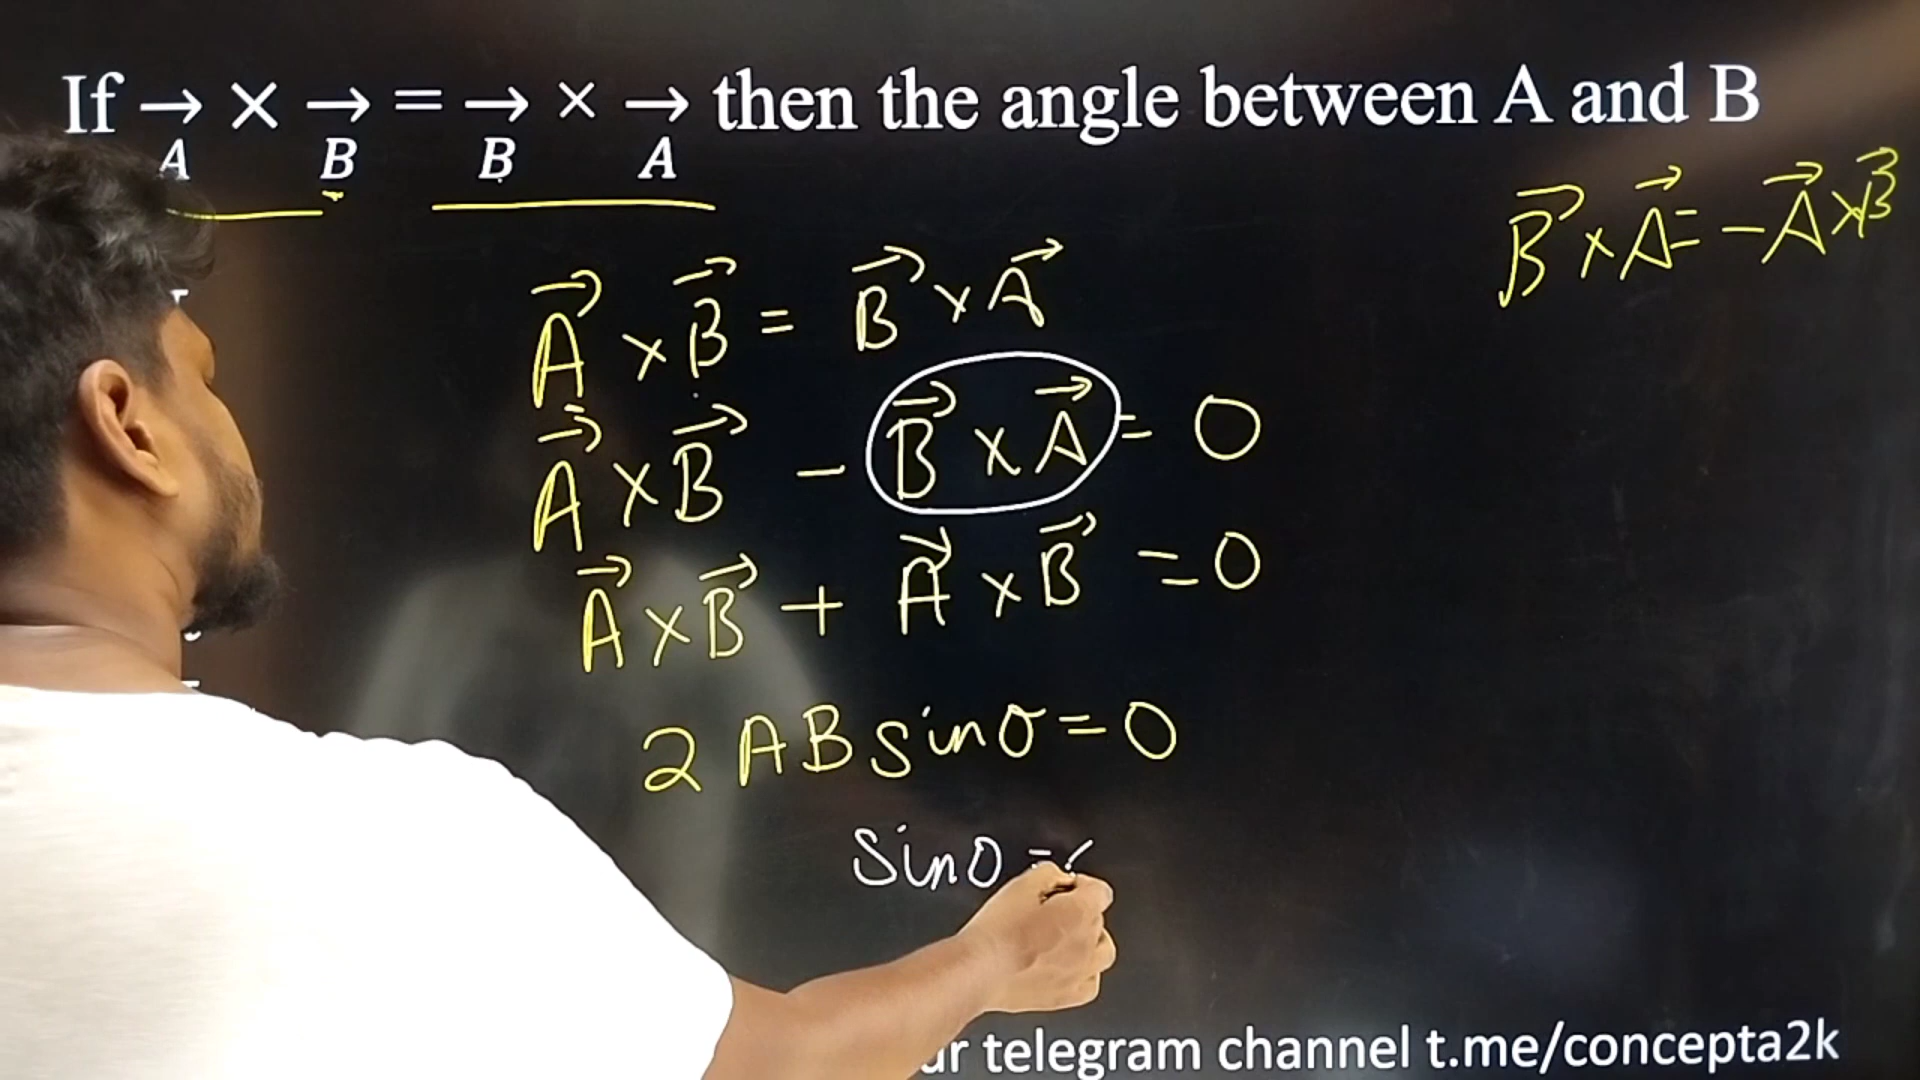 If → × → = → × → then the angle between A and B
A B B A
B⃗ × A⃗ = - A⃗ × B⃗
A⃗ × B⃗ = B⃗ × A⃗
A⃗ × B⃗ - B⃗ × A⃗ = 0
A⃗ × B⃗ + A⃗ × B⃗ = 0
2 AB sinθ = 0
sinθ =
telegram channel t.me/concepta2k